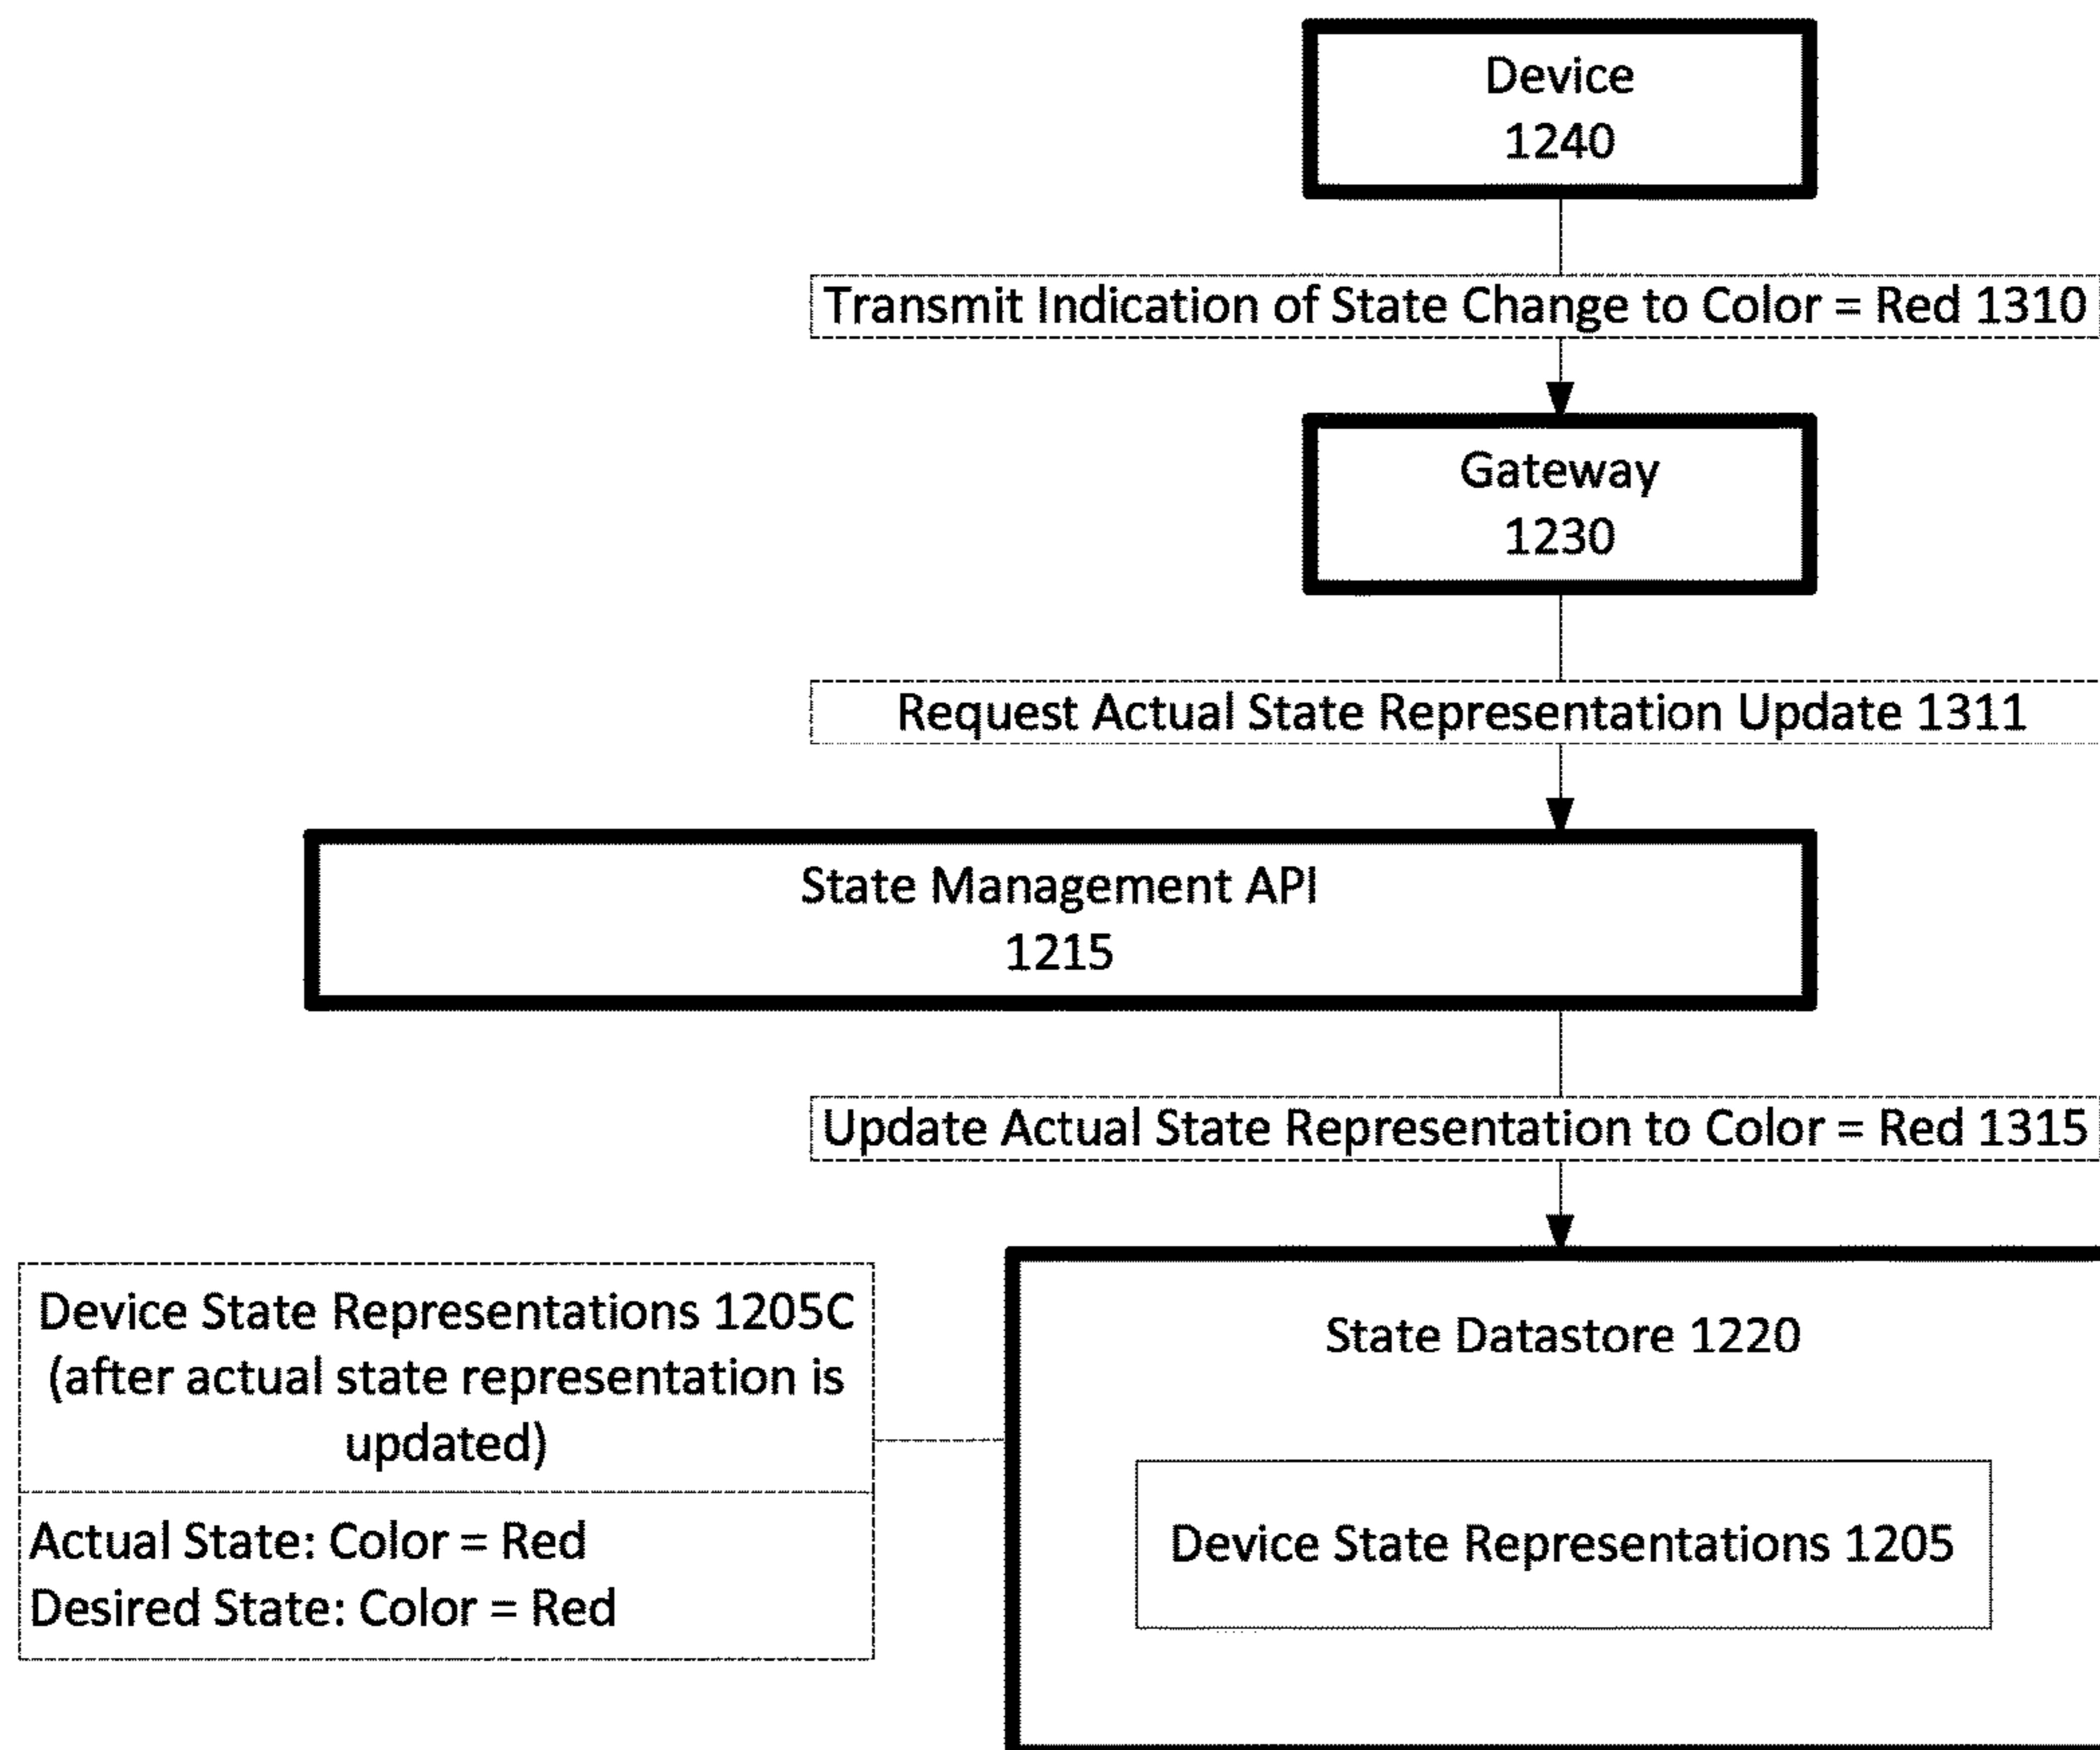 Device
1240
Transmit Indication of State Change to Color = Red 1310
Gateway
1230
Request Actual State Representation Update 1311
State Management API
1215
Update Actual State Representation to Color = Red 1315
Device State Representations 1205C
(after actual state representation is
updated)
Actual State: Color = Red
Desired State: Color = Red
State Datastore 1220
Device State Representations 1205